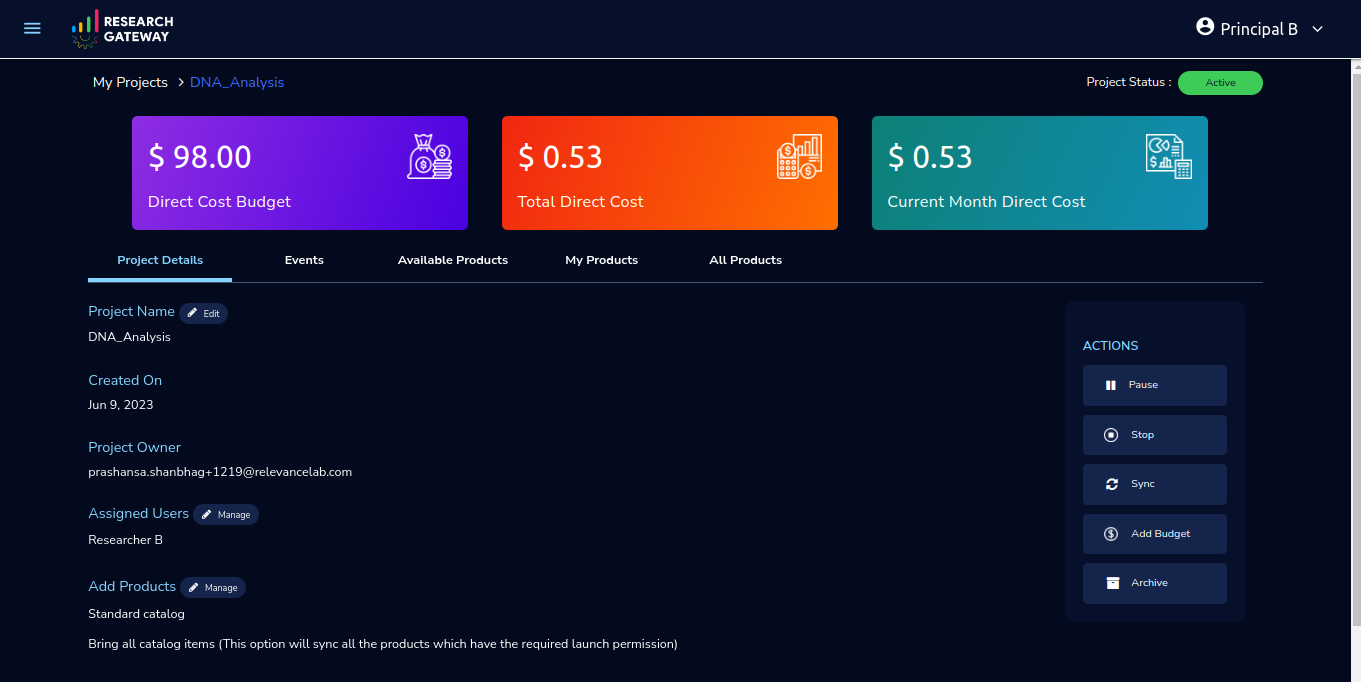 RESEARCH
GATEWAY
Principal B
My Projects > DNA_Analysis
Project Status : Active
$ 98.00
Direct Cost Budget
$ 0.53
Total Direct Cost
$ 0.53
Current Month Direct Cost
Project Details Events Available Products My Products All Products
Project Name Edit
DNA_Analysis
Created On
Jun 9, 2023
Project Owner
prashansa.shanbhag+1219@relevancelab.com
Assigned Users Manage
Researcher B
Add Products Manage
Standard catalog
Bring all catalog items (This option will sync all the products which have the required launch permission)
ACTIONS
Pause
Stop
Sync
Add Budget
Archive